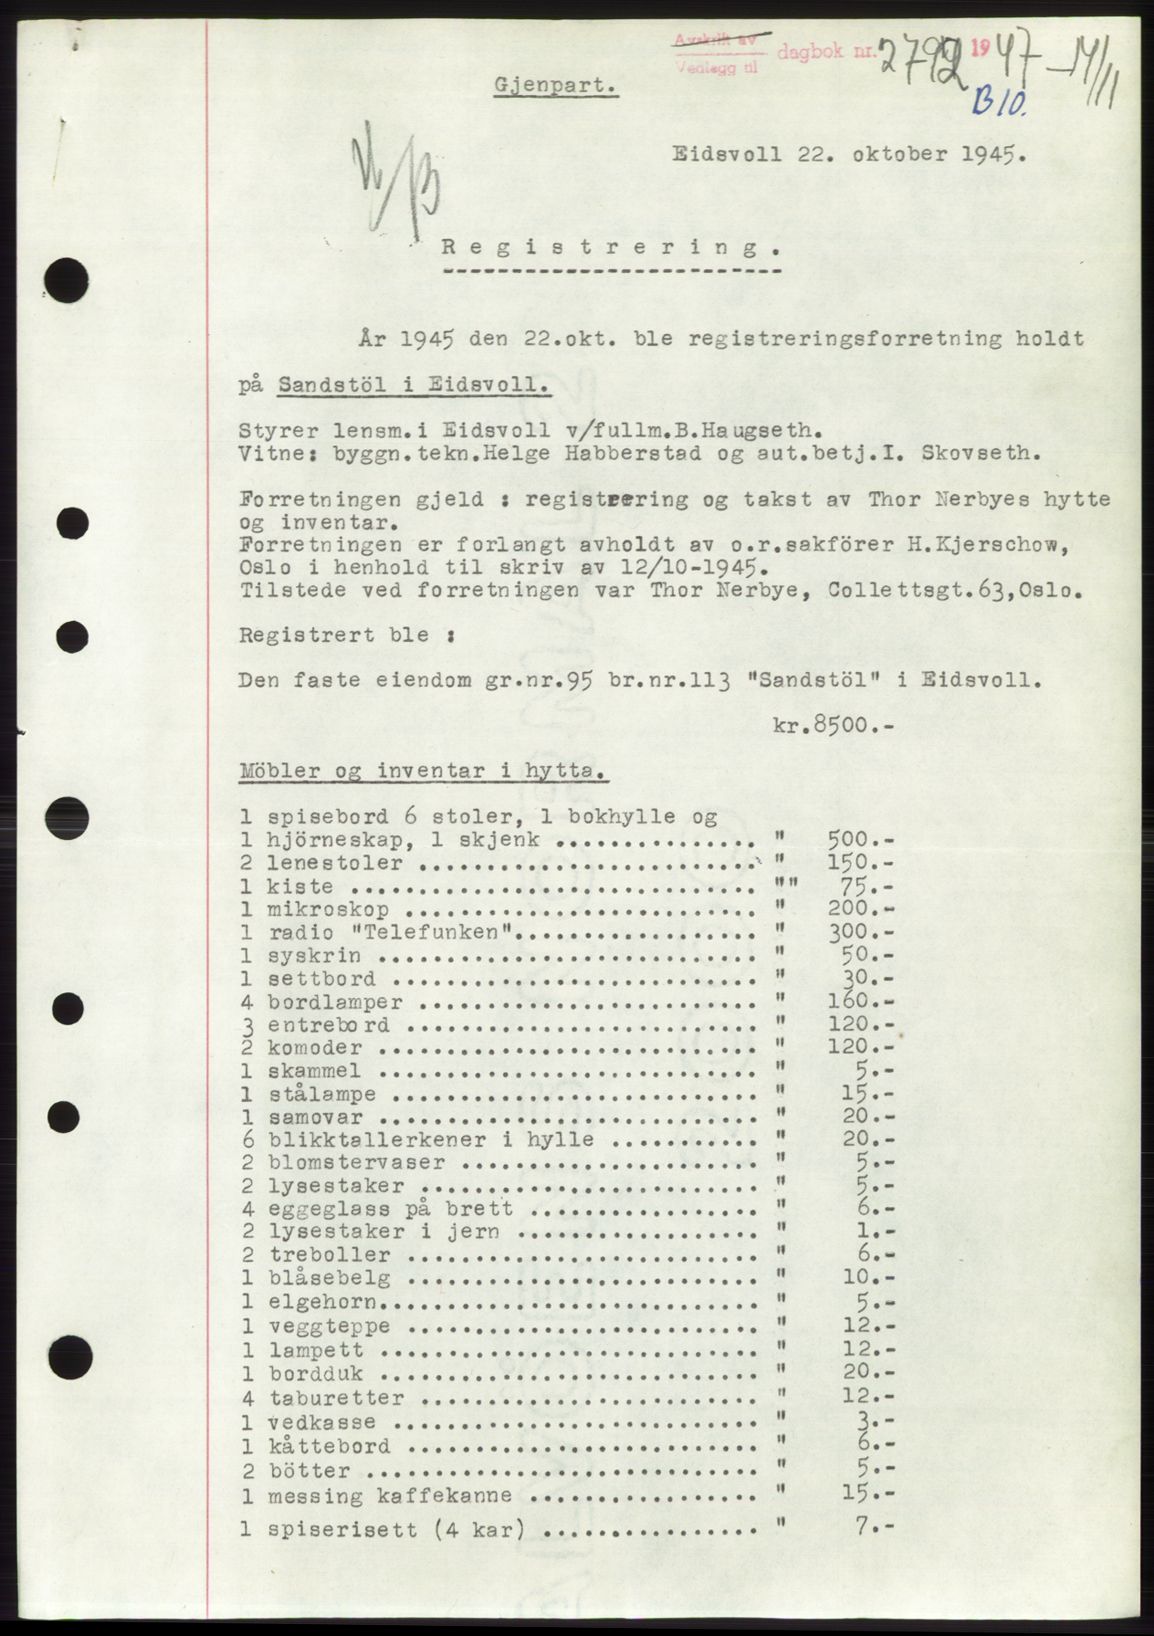 Avskrift av
Vedlegg til dagbok nr. 2792 1947 - 14/11
B10.
Gjenpart.
Eidsvoll 22. oktober 1945.
Registrering.
År 1945 den 22.okt. ble registreringsforretning holdt
på Sandstöl i Eidsvoll.
Styrer lensm.i Eidsvoll v/fullm.B.Haugseth.
Vitne: byggn.tekn.Helge Habberstad og aut.betj.I. Skovseth.
Forretningen gjeld : registrering og takst av Thor Nerbyes hytte
og inventar.
Forretningen er forlangt avholdt av o.r.sakförer H.Kjerschow,
Oslo i henhold til skriv av 12/10-1945.
Tilstede ved forretningen var Thor Nerbye, Collettsgt.63,Oslo.
Registrert ble :
Den faste eiendom gr.nr.95 br.nr.113 "Sandstöl" i Eidsvoll.
kr.8500.-
Möbler og inventar i hytta.
1 spisebord 6 stoler, 1 bokhylle og
1 hjörneskap, 1 skjenk ............... " 500.-
2 lenestoler ......................... " 150.-
1 kiste .............................. "" 75.-
1 mikroskop .......................... " 200.-
1 radio "Telefunken".................. " 300.-
1 syskrin ............................ " 50.-
1 settbord ........................... " 30.-
4 bordlamper ......................... " 160.-
3 entrebord .......................... " 120.-
2 komoder ............................ " 120.-
1 skammel ............................ " 5.-
1 stålampe ........................... " 15.-
1 samovar ............................ " 20.-
6 blikktallerkener i hylle ........... " 20.-
2 blomstervaser ...................... " 5.-
2 lysestaker ......................... " 5.-
4 eggeglass på brett ................. " 6.-
2 lysestaker i jern .................. " 1.-
2 treboller .......................... " 6.-
1 blåsebelg .......................... " 10.-
1 elgehorn............................ " 5.-
1 veggteppe .......................... " 12.-
1 lampett ............................ " 12.-
1 bordduk ............................ " 20.-
4 taburetter ......................... " 12.-
1 vedkasse ........................... " 3.-
1 kåttebord .......................... " 6.-
2 bötter ............................. " 5.-
1 messing kaffekanne ................. " 15.-
1 spiserisett (4 kar) ................ " 7.-